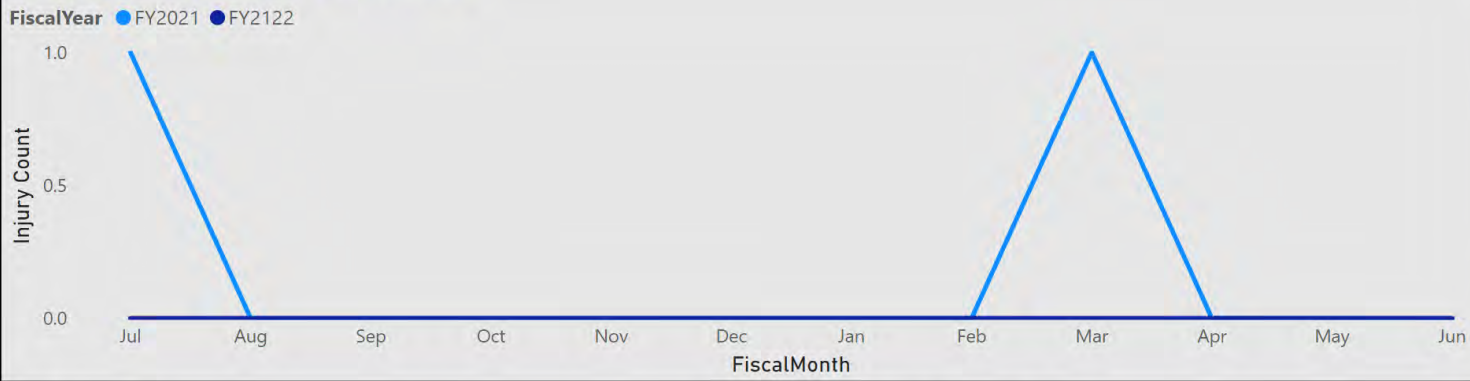 FiscalYear FY2021 FY2122
1.0
0.5
0.0
Injury Count
Jul Aug Sep Oct Nov Dec Jan Feb Mar Apr May Jun
FiscalMonth